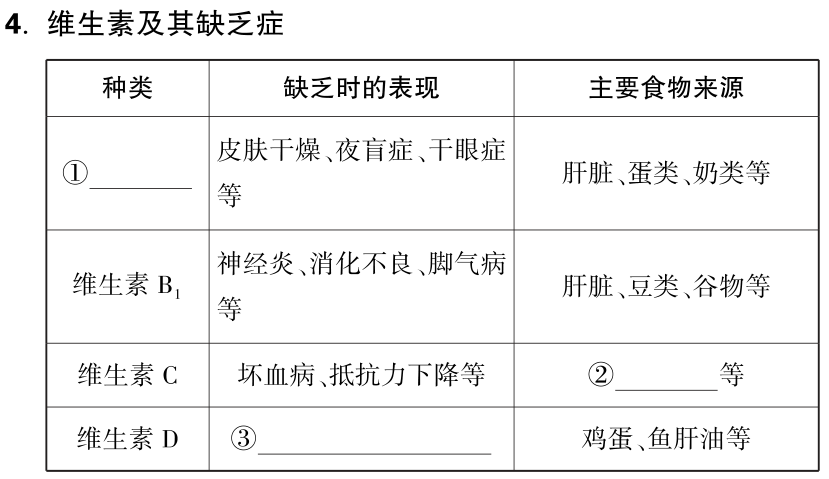 4. 维生素及其缺乏症
种类 缺乏时的表现 主要食物来源
①________ 皮肤干燥、夜盲症、干眼症
等
肝脏、蛋类、奶类等
维生素 B₁ 神经炎、消化不良、脚气病
等
肝脏、豆类、谷物等
维生素 C 坏血病、抵抗力下降等 ②________等
维生素 D ③__________________ 鸡蛋、鱼肝油等